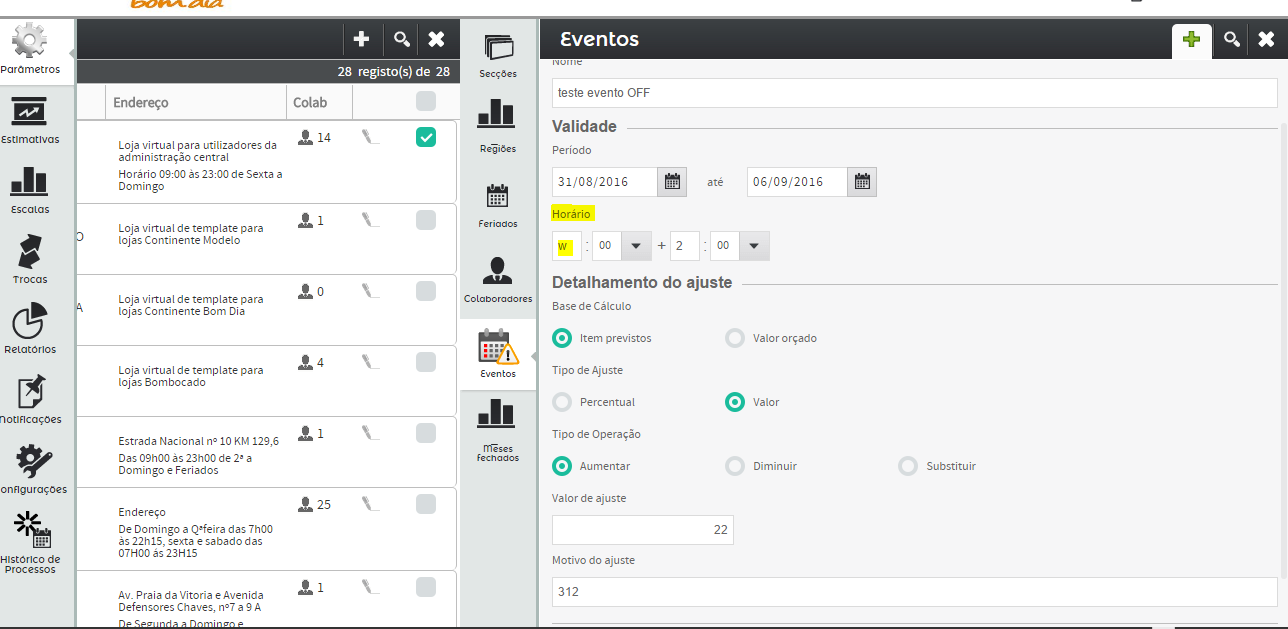 Bom dia
Parâmetros
Estimativas
Escalas
Trocas
Relatórios
Notificações
onfigurações
Histórico de
Processos
28 registo(s) de 28
Endereço
Colab
Loja virtual para utilizadores da
administração central
Horário 09:00 às 23:00 de Sexta a
Domingo
14
O
Loja virtual de template para
lojas Continente Modelo
1
A
Loja virtual de template para
lojas Continente Bom Dia
0
Loja virtual de template para
lojas Bombocado
4
Estrada Nacional nº 10 KM 129,6
Das 09h00 às 23h00 de 2ª a
Domingo e Feriados
1
Endereço
De Domingo a Qªfeira das 7h00
às 22h15, sexta e sabado das
07H00 ás 23H15
25
Av. Praia da Vitoria e Avenida
Defensores Chaves, nº7 a 9 A
De Segunda a Domingo e
1
Secções
Regiões
Feriados
Colaboradores
Eventos
Meses
fechados
Eventos
Nome
teste evento OFF
Validade
Período
31/08/2016 até 06/09/2016
Horário
W : 00 + 2 : 00
Detalhamento do ajuste
Base de Cálculo
Item previstos Valor orçado
Tipo de Ajuste
Percentual Valor
Tipo de Operação
Aumentar Diminuir Substituir
Valor de ajuste
22
Motivo do ajuste
312